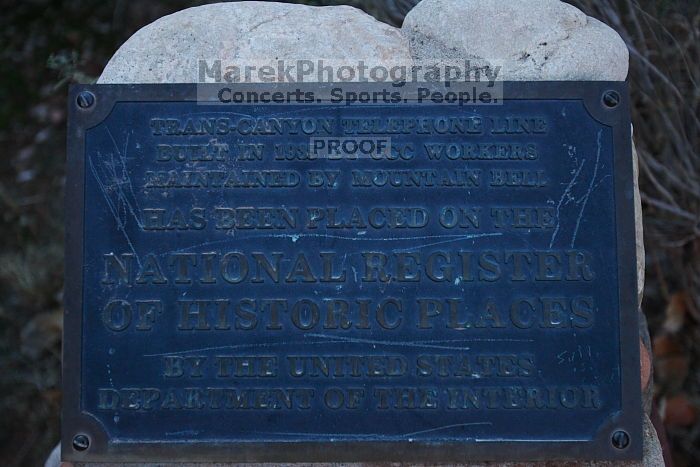 MarekPhotography
Concerts. Sports. People.
TRANS-CANYON TELEPHONE LINE
PROOF
BUILT IN BY CCC WORKERS
MAINTAINED BY MOUNTAIN BELL
HAS BEEN PLACED ON THE
NATIONAL REGISTER
OF HISTORIC PLACES
BY THE UNITED STATES
DEPARTMENT OF THE INTERIOR